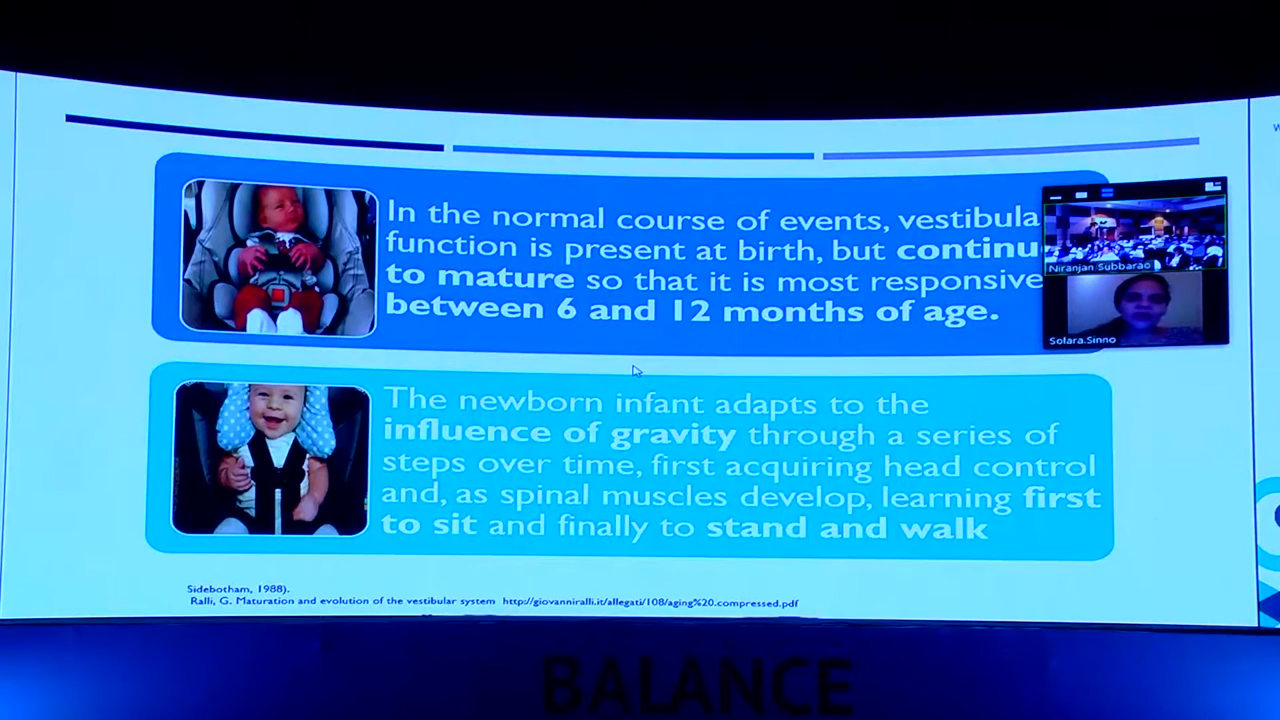 In the normal course of events, vestibula
function is present at birth, but continu
to mature so that it is most responsive
between 6 and 12 months of age.
Niranjan Subbarao
Solara.Sinno
The newborn infant adapts to the
influence of gravity through a series of
steps over time, first acquiring head control
and, as spinal muscles develop, learning first
to sit and finally to stand and walk
Sidebotham, 1988).
Ralli, G. Maturation and evolution of the vestibular system http://giovanniralli.it/allegati/108/aging%20.compressed.pdf
BALANCE